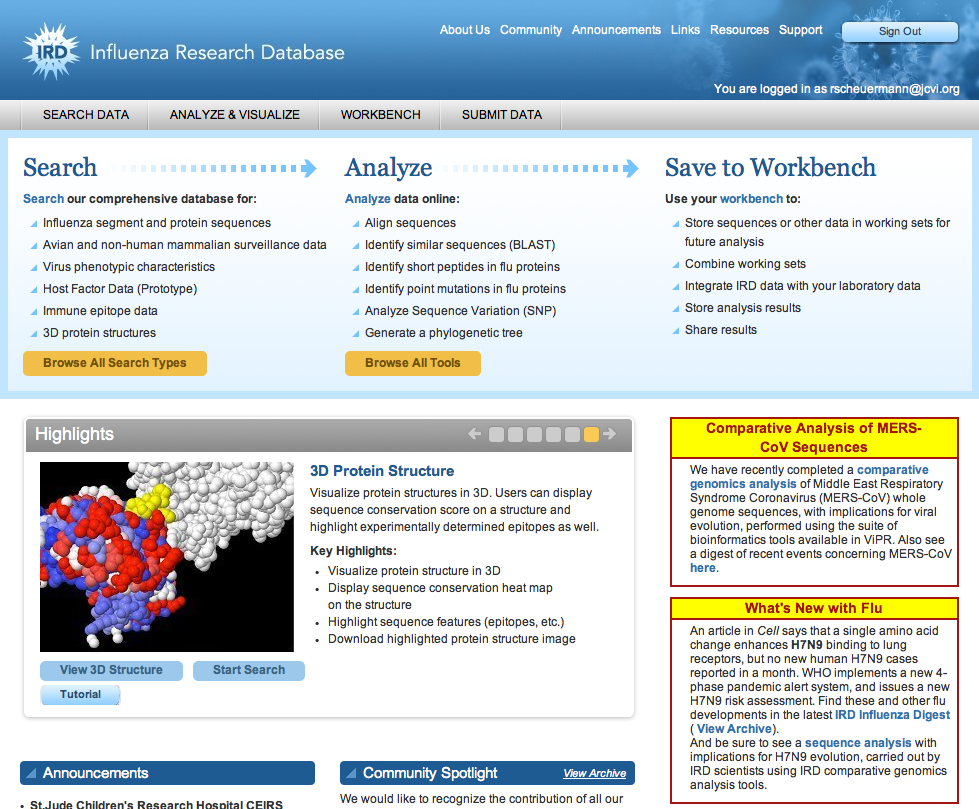 About Us Community Announcements Links Resources Support Sign Out
IRD Influenza Research Database
You are logged in as rscheuermann@jcvi.org
SEARCH DATA ANALYZE & VISUALIZE WORKBENCH SUBMIT DATA
Search
Search our comprehensive database for:
Influenza segment and protein sequences
Avian and non-human mammalian surveillance data
Virus phenotypic characteristics
Host Factor Data (Prototype)
Immune epitope data
3D protein structures
Browse All Search Types
Analyze
Analyze data online:
Align sequences
Identify similar sequences (BLAST)
Identify short peptides in flu proteins
Identify point mutations in flu proteins
Analyze Sequence Variation (SNP)
Generate a phylogenetic tree
Browse All Tools
Save to Workbench
Use your workbench to:
Store sequences or other data in working sets for
future analysis
Combine working sets
Integrate IRD data with your laboratory data
Store analysis results
Share results
Highlights
3D Protein Structure
Visualize protein structures in 3D. Users can display
sequence conservation score on a structure and
highlight experimentally determined epitopes as well.
Key Highlights:
• Visualize protein structure in 3D
• Display sequence conservation heat map
on the structure
• Highlight sequence features (epitopes, etc.)
• Download highlighted protein structure image
View 3D Structure Start Search
Tutorial
Comparative Analysis of MERS-
CoV Sequences
We have recently completed a comparative
genomics analysis of Middle East Respiratory
Syndrome Coronavirus (MERS-CoV) whole
genome sequences, with implications for viral
evolution, performed using the suite of
bioinformatics tools available in ViPR. Also see
a digest of recent events concerning MERS-CoV
here.
What's New with Flu
An article in Cell says that a single amino acid
change enhances H7N9 binding to lung
receptors, but no new human H7N9 cases
reported in a month. WHO implements a new 4-
phase pandemic alert system, and issues a new
H7N9 risk assessment. Find these and other flu
developments in the latest IRD Influenza Digest
( View Archive).
And be sure to see a sequence analysis with
implications for H7N9 evolution, carried out by
IRD scientists using IRD comparative genomics
analysis tools.
Announcements
• St.Jude Children's Research Hospital CEIRS
Community Spotlight View Archive
We would like to recognize the contribution of all our